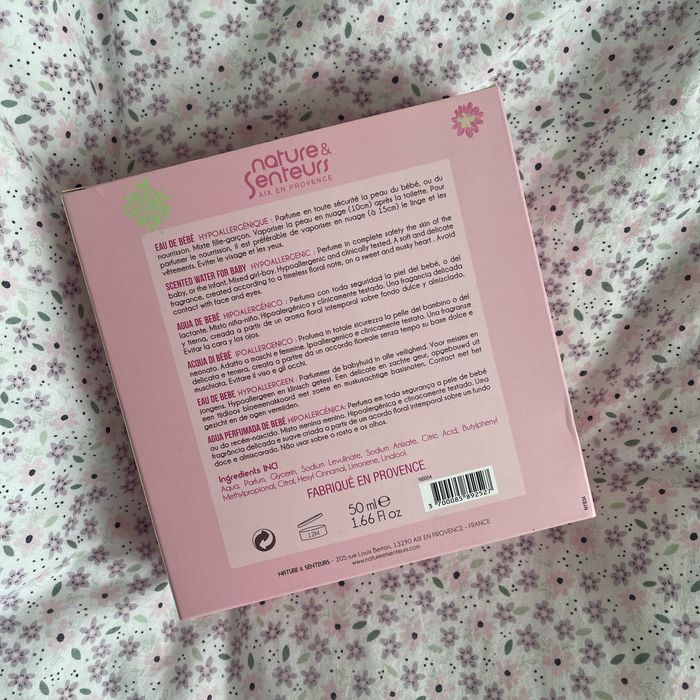 nature &
Senteurs
AIX EN PROVENCE
EAU DE BÉBÉ HYPOALLERGÉNIQUE : Parfume en toute sécurité la peau du bébé, ou du
nourrisson. Mixte fille-garçon. Vaporiser la peau en nuage (10cm) après la toilette. Pour
parfumer le nourrisson, il est préférable de vaporiser en nuage (à 15cm) le linge et les
vêtements. Eviter le visage et les yeux.
SCENTED WATER FOR BABY HYPOALLERGENIC : Perfume in complete safety the skin of the
baby, or the infant. Mixed girl-boy. Hypoallergenic and clinically tested. A soft and delicate
fragrance, created according to a timeless floral note, on a sweet and musky heart . Avoid
contact with face and eyes.
AGUA DE BEBÉ HIPOALERGÉNICO : Perfuma con toda seguridad la piel del bebé, o del
lactante. Misto niña-niño. Hipoalergénico y clinicamente testado. Una fragancia delicada
y tierna, creada a partir de un aroma floral intemporal sobre fondo dulce y almizclado.
Evitar la cara y los ojos.
ACQUA DI BÉBÉ IPOALLERGENICO : Profuma in totale sicurezza la pelle del bambino o del
neonato. Adatto a maschi e femmine. Ipoallergenico e clinicamente testato. Una fragranze
delicata e tenera, creata a partire da un accordo floreale senza tempo su base dolce e
muschiata. Evitare il viso e gli occhi.
EAU DE BEBE HYPOALLERGEEN : Parfumeer de babyhuid in alle veiligheid. Voor meisjes en
jongens. Hypoallergeen en klinisch getest. Een delicate en zachte geur, opgebouwd uit
een tijdloos bloemenakkoord met zoete en muskusachtige basisnoten. Contact met het
gezicht en de ogen vermijden.
AGUA PERFUMADA DE BEBÉ HIPOALERGÉNICA: Perfuma em toda segurança a pele do bebé
ou do recém-nascido. Misto menina menino. Hipoalergénica e clinicamente testada. Uma
fragrância delicada e suave criada a partir de um acordo floral intemporal sobre um fundo
doce e almiscarado. Não usar sobre o rosto e as olhos.
Ingredients INCI
Aqua, Parfum, Glycerin, Sodium Levulinate, Sodium Anisate, Citric Acid, Butylphenyl
Methylpropional, Citral, Hexyl Cinnamal, Limonene, Linalool.
FABRIQUÉ EN PROVENCE
NBB04
3 700085 892527
50 ml e
1.66 Fl oz
12M
NATURE & SENTEURS - 205 rue Louis Berton, 13290 AIX EN PROVENCE - FRANCE
www.natureetsenteurs.com